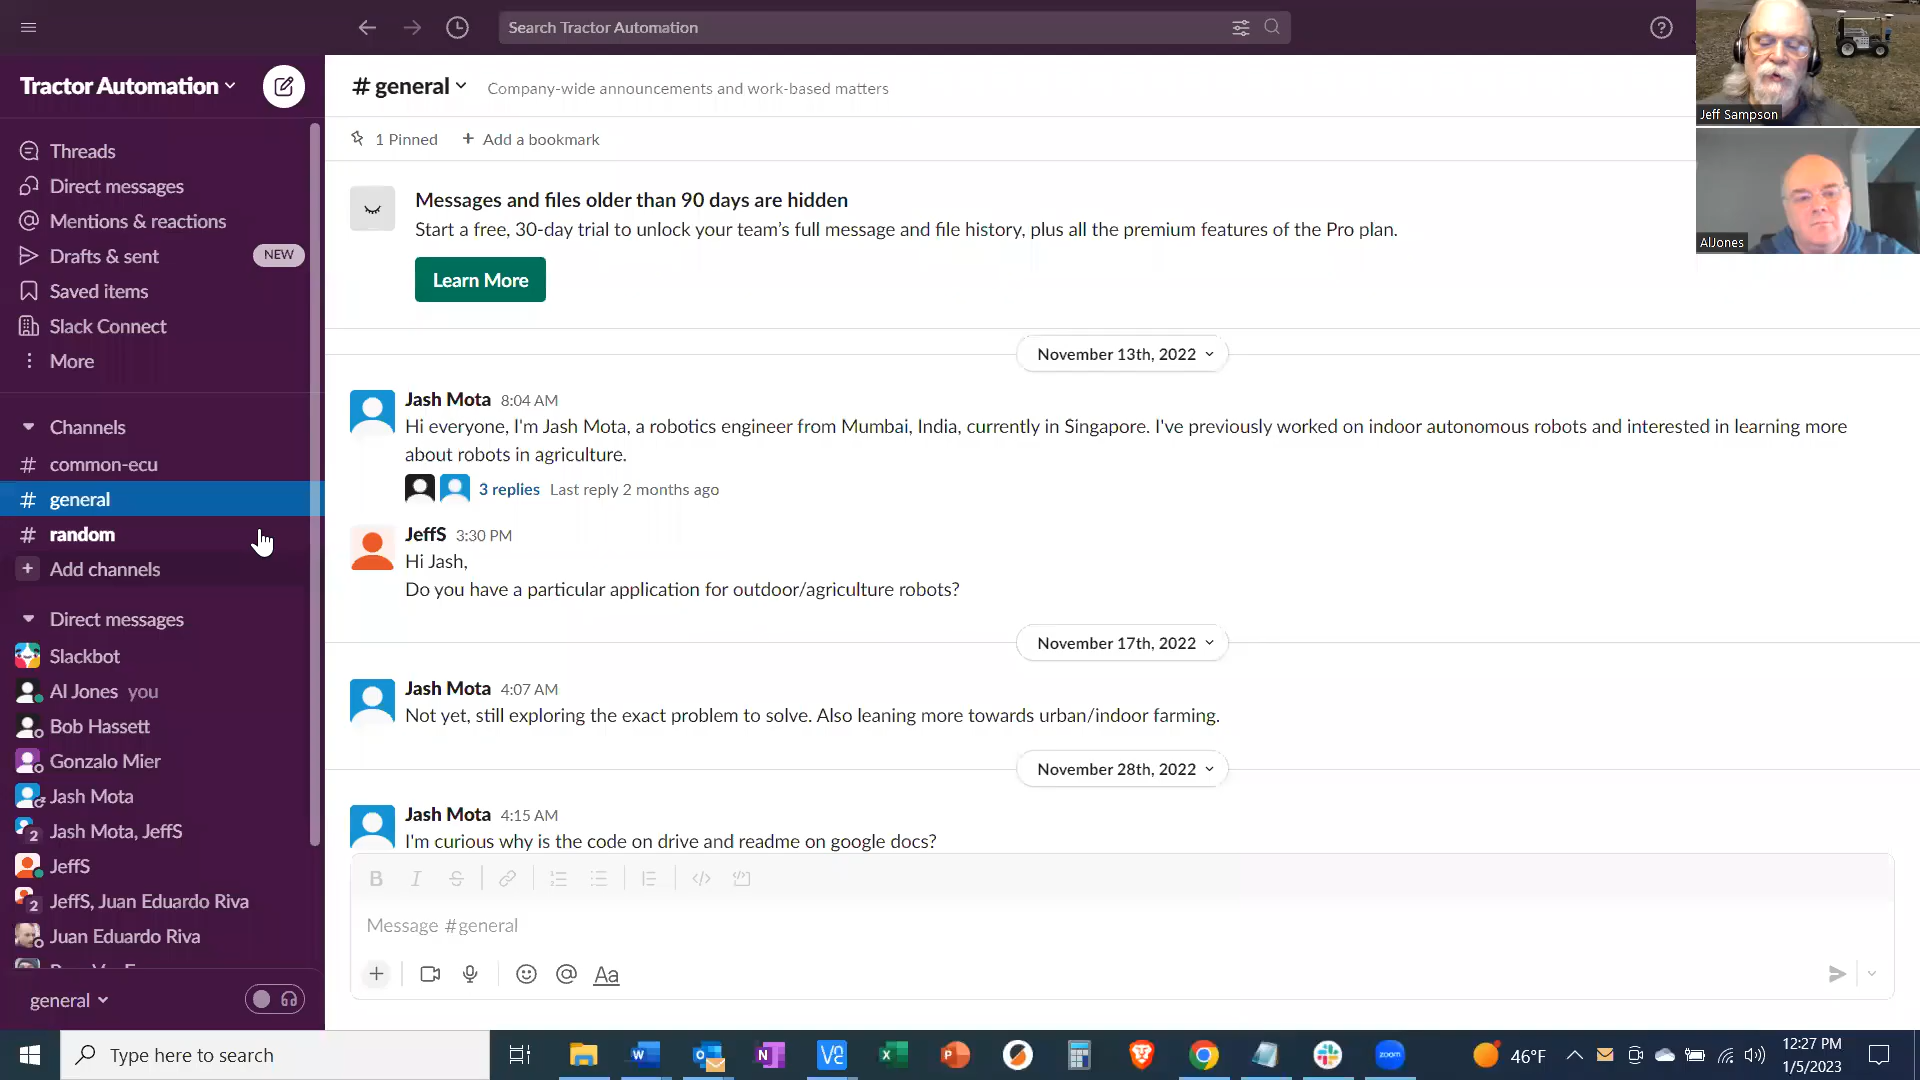 Search Tractor Automation
Jeff Sampson
AlJones
Tractor Automation
Threads
Direct messages
Mentions & reactions
Drafts & sent
NEW
Saved items
Slack Connect
More
Channels
# common-ecu
# general
# random
+ Add channels
Direct messages
Slackbot
Al Jones you
Bob Hassett
Gonzalo Mier
Jash Mota
2 Jash Mota, JeffS
JeffS
2 JeffS, Juan Eduardo Riva
Juan Eduardo Riva
general
# general
Company-wide announcements and work-based matters
1 Pinned
+ Add a bookmark
Messages and files older than 90 days are hidden
Start a free, 30-day trial to unlock your team’s full message and file history, plus all the premium features of the Pro plan.
Learn More
November 13th, 2022
Jash Mota 8:04 AM
Hi everyone, I'm Jash Mota, a robotics engineer from Mumbai, India, currently in Singapore. I've previously worked on indoor autonomous robots and interested in learning more
about robots in agriculture.
3 replies Last reply 2 months ago
JeffS 3:30 PM
Hi Jash,
Do you have a particular application for outdoor/agriculture robots?
November 17th, 2022
Jash Mota 4:07 AM
Not yet, still exploring the exact problem to solve. Also leaning more towards urban/indoor farming.
November 28th, 2022
Jash Mota 4:15 AM
I'm curious why is the code on drive and readme on google docs?
B I S
Message #general
Aa
Type here to search
zoom
46°F
12:27 PM
1/5/2023